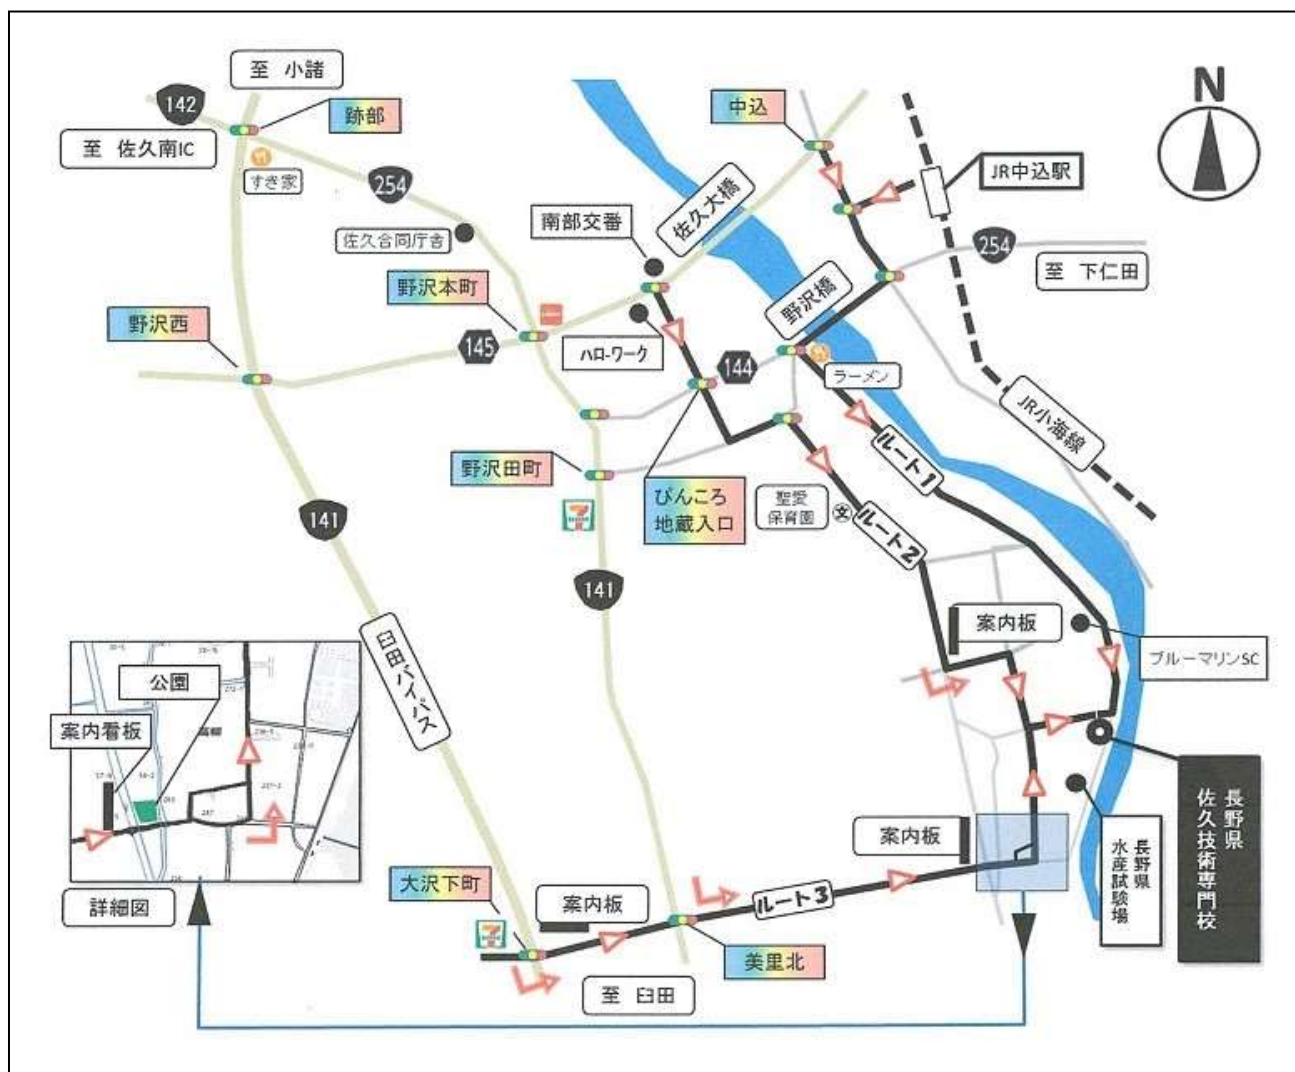 至 小諸
142
跡部
中込
N
至 佐久南IC
すき家
254
JR中込駅
佐久大橋
南部交番
佐久合同庁舎
254
至 下仁田
野沢本町
野沢橋
野沢西
145
ハローワーク
144
ラーメン
JR小海線
ルート1
野沢田町
ぴんころ
地蔵入口
聖愛
保育園
文
ルート2
7
141
141
案内板
ブルーマリンSC
臼田バイパス
公園
案内看板
長野県
佐久技術専門校
案内板
長野県
水産試験場
大沢下町
詳細図
案内板
ルート3
7
美里北
至 臼田